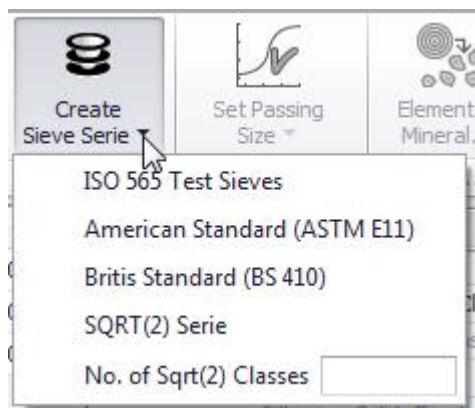 Create
Sieve Serie
Set Passing
Size
Element
Mineral.
ISO 565 Test Sieves
American Standard (ASTM E11)
Britis Standard (BS 410)
SQRT(2) Serie
No. of Sqrt(2) Classes